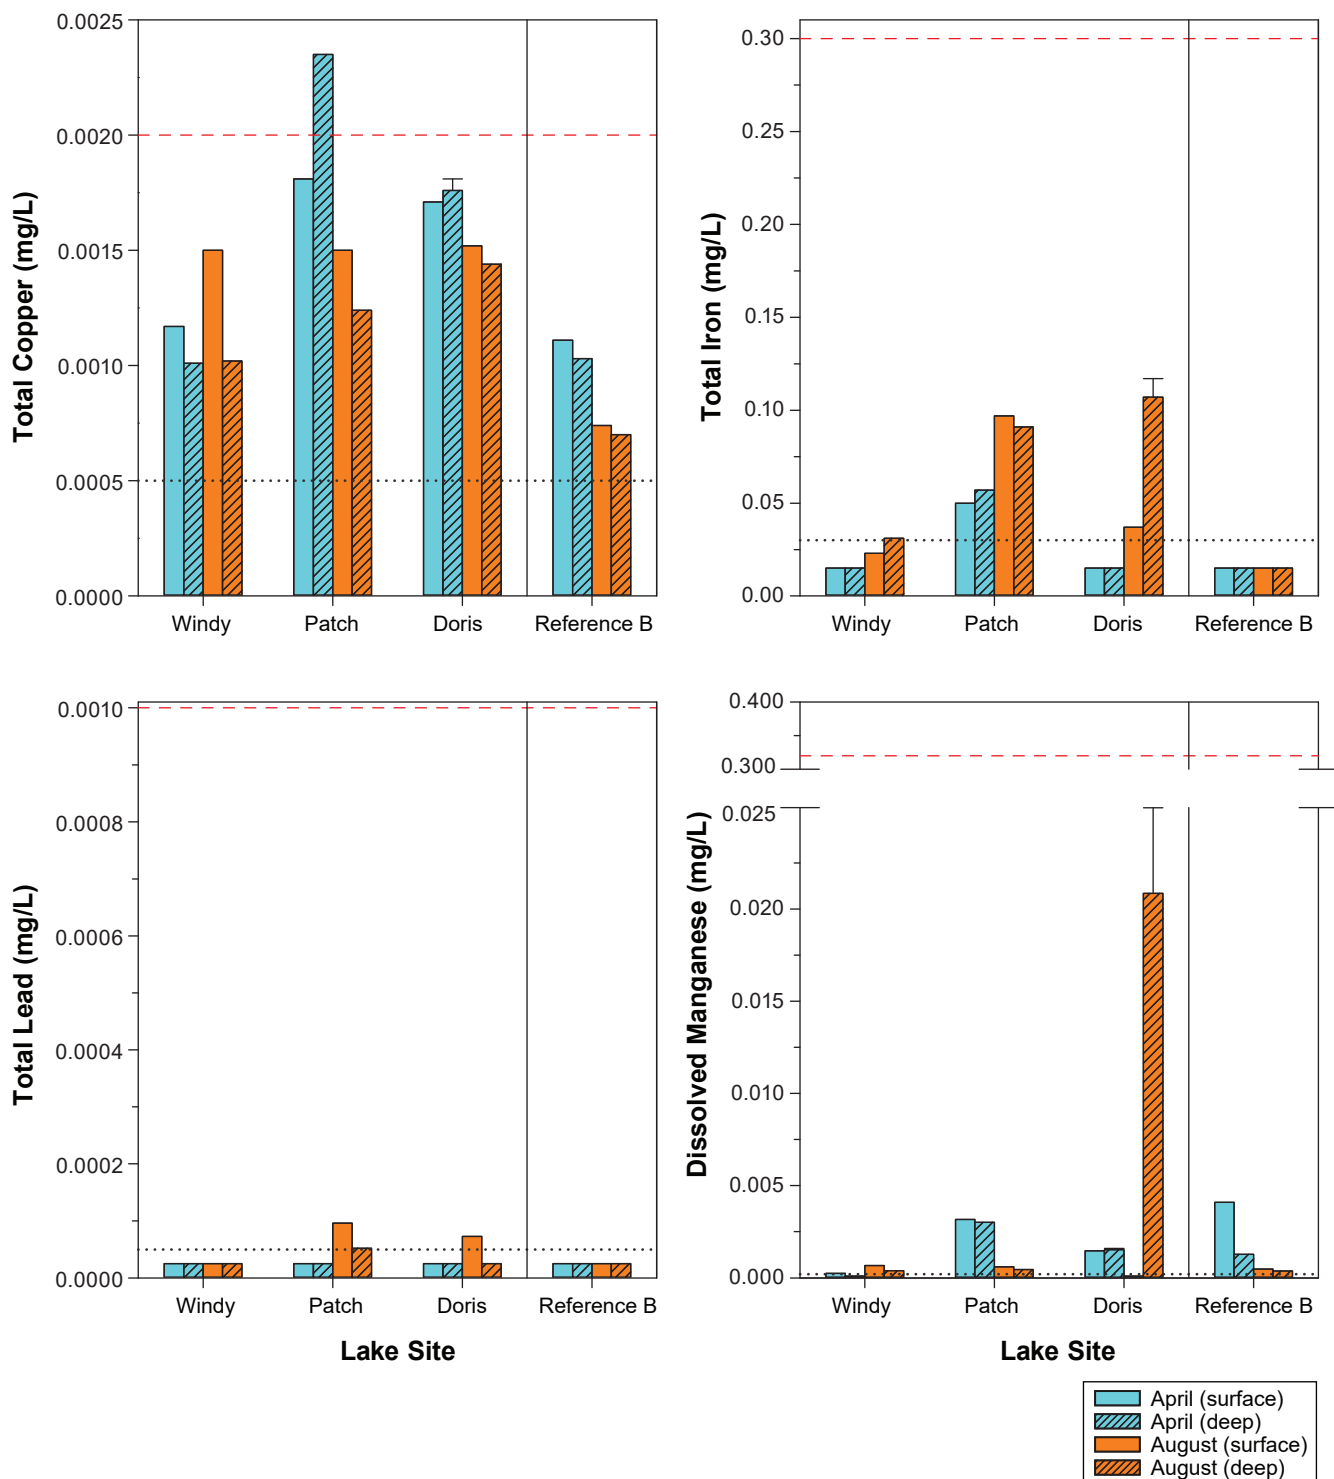 Total Copper (mg/L)
0.0025
0.0020
0.0015
0.0010
0.0005
0.0000
Windy Patch Doris Reference B
Total Iron (mg/L)
0.30
0.25
0.20
0.15
0.10
0.05
0.00
Windy Patch Doris Reference B
Total Lead (mg/L)
0.0010
0.0008
0.0006
0.0004
0.0002
0.0000
Windy Patch Doris Reference B
Lake Site
Dissolved Manganese (mg/L)
0.400
0.300
0.025
0.020
0.015
0.010
0.005
0.000
Windy Patch Doris Reference B
Lake Site
April (surface)
April (deep)
August (surface)
August (deep)